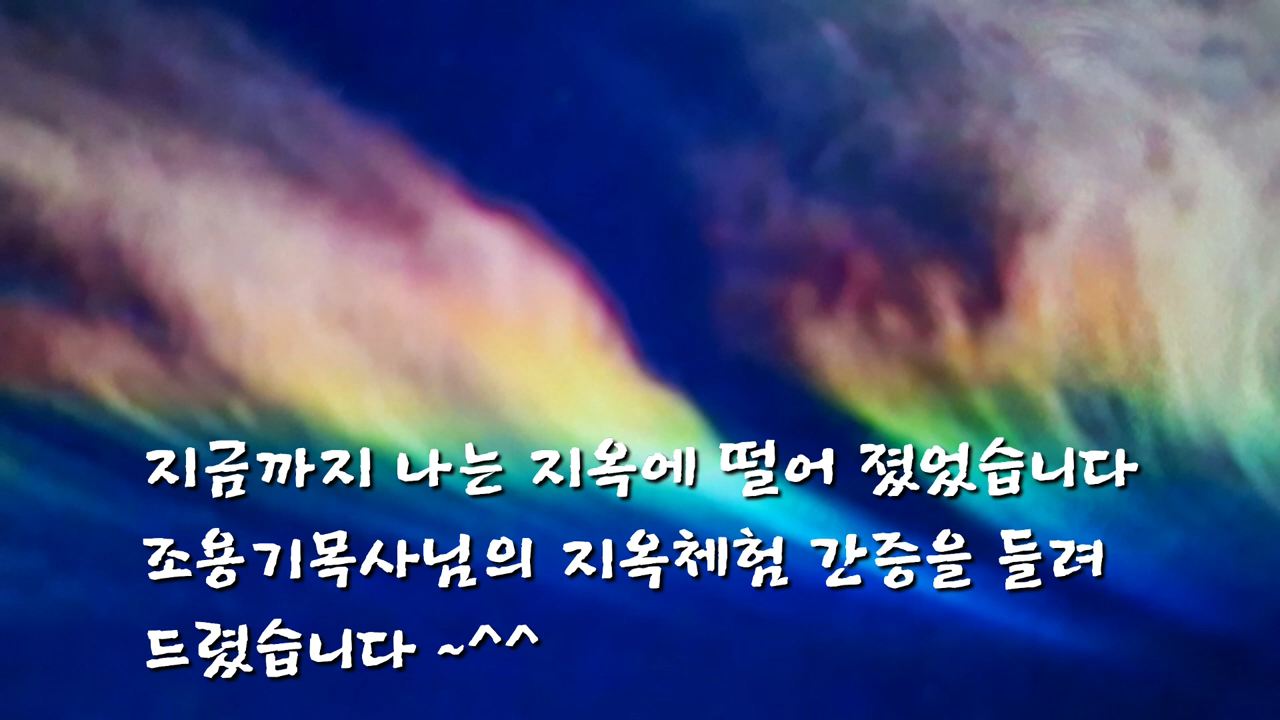 지금까지 나는 지옥에 떨어 졌었습니다
조용기목사님의 지옥체험 간증을 들려
드렸습니다 ~^^